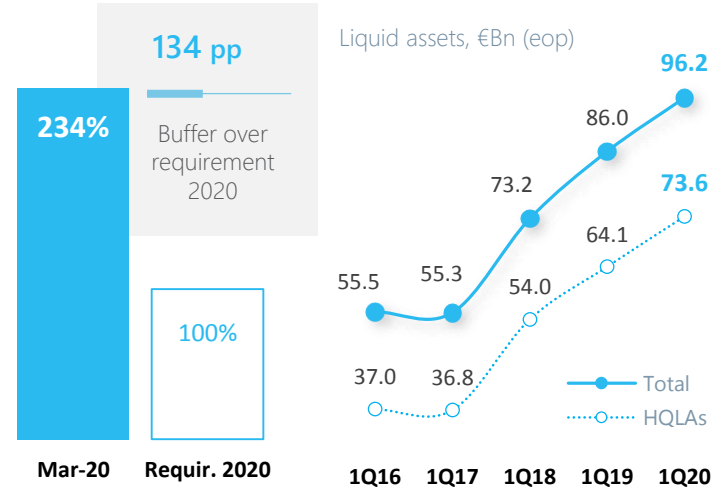 134 pp
Buffer over
requirement
2020
234%
100%
Mar-20
Requir. 2020
Liquid assets, €Bn (eop)
55.5
55.3
73.2
86.0
96.2
37.0
36.8
54.0
64.1
73.6
Total
HQLAs
1Q16
1Q17
1Q18
1Q19
1Q20